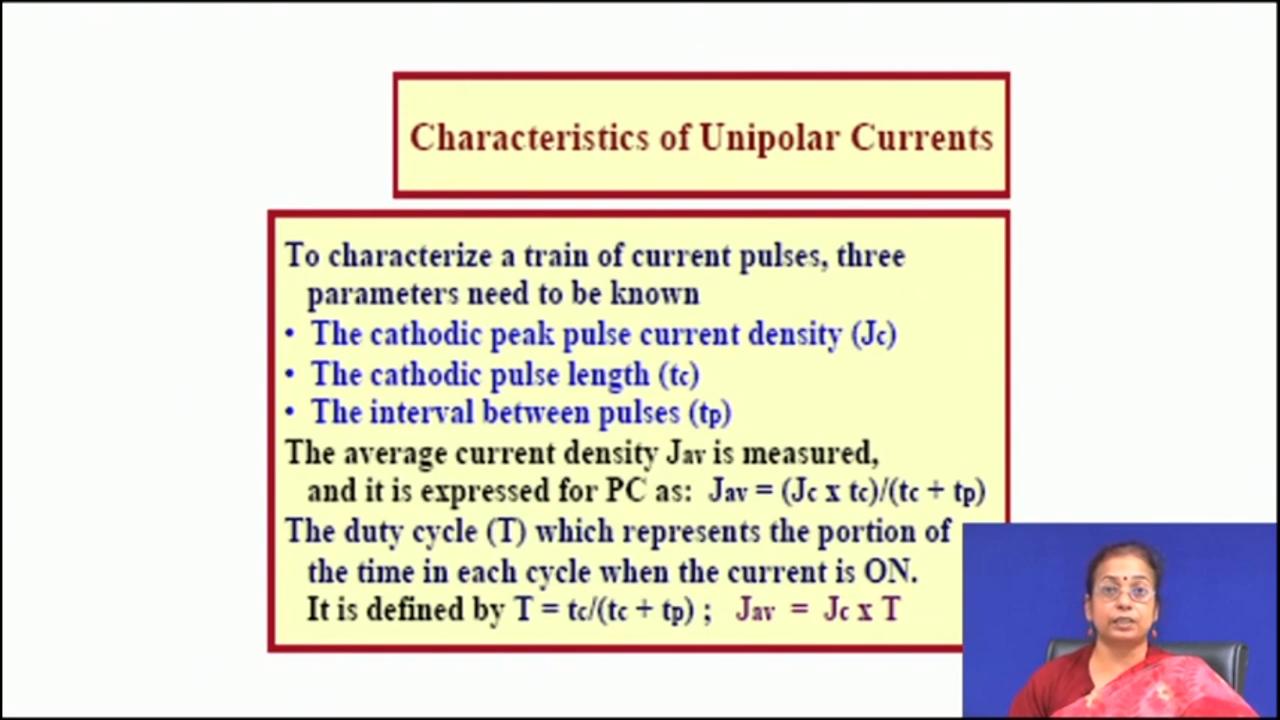 Characteristics of Unipolar Currents
To characterize a train of current pulses, three
parameters need to be known
• The cathodic peak pulse current density (Jc)
• The cathodic pulse length (tc)
• The interval between pulses (tp)
The average current density Jav is measured,
and it is expressed for PC as: Jav = (Jc x tc)/(tc + tp)
The duty cycle (T) which represents the portion of
the time in each cycle when the current is ON.
It is defined by T = tc/(tc + tp) ; Jav = Jc x T